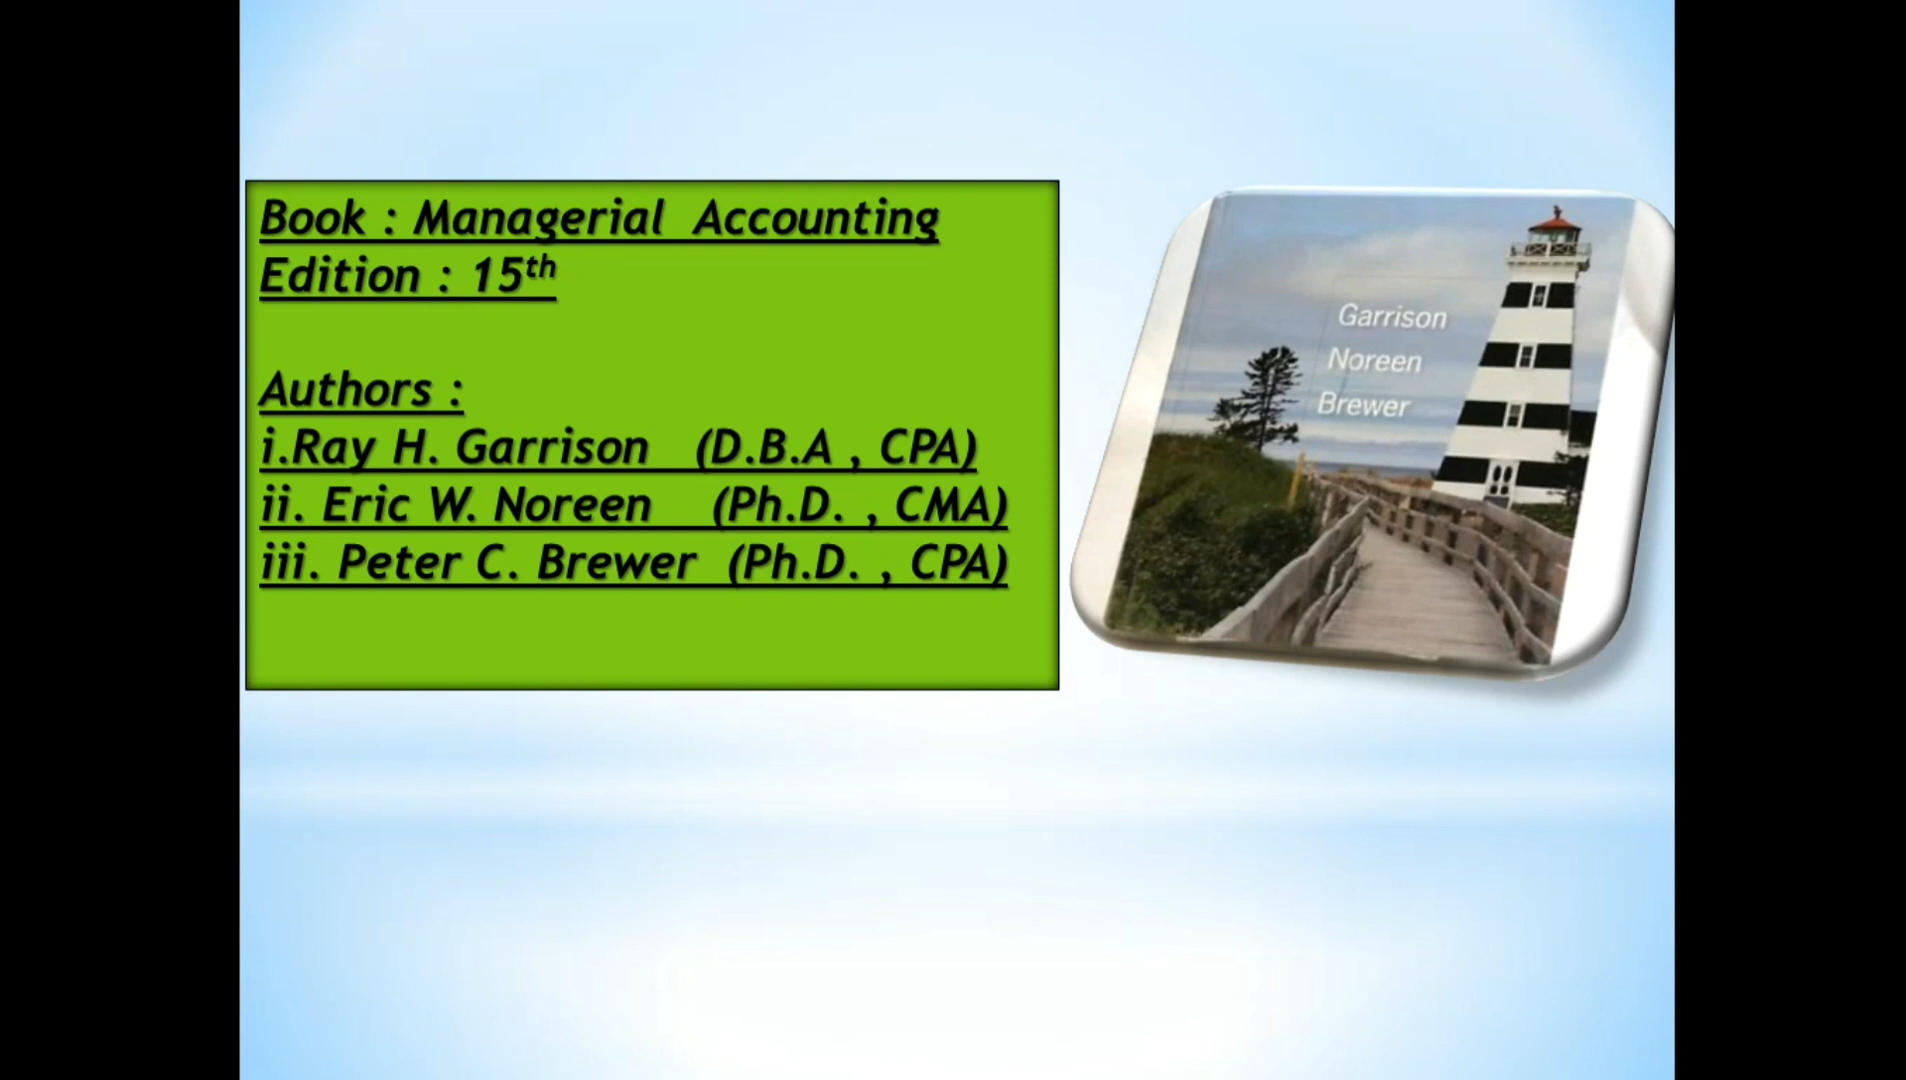 Book : Managerial Accounting
Edition : 15th
Authors :
i.Ray H. Garrison (D.B.A , CPA)
ii. Eric W. Noreen (Ph.D. , CMA)
iii. Peter C. Brewer (Ph.D. , CPA)
Garrison
Noreen
Brewer